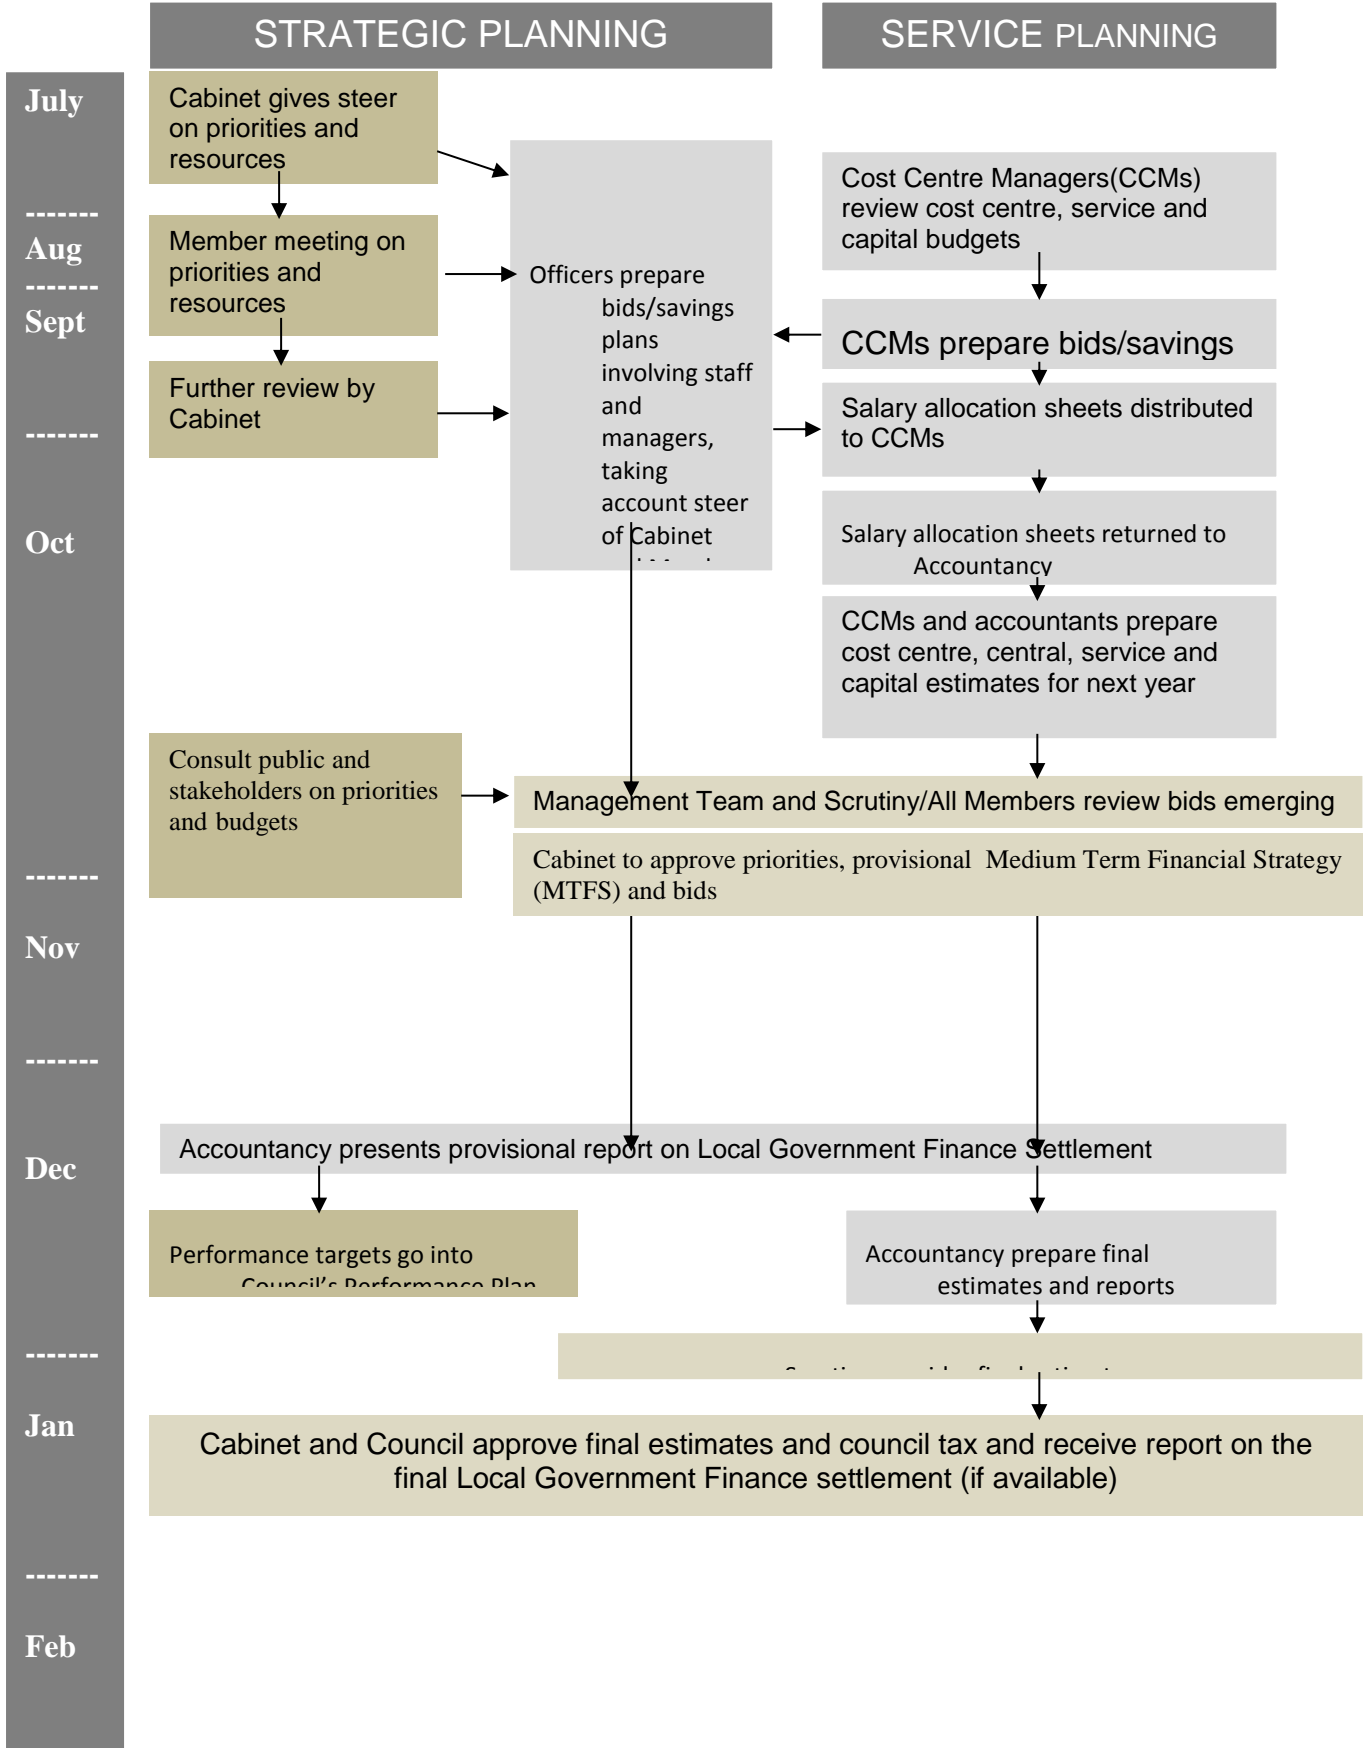 STRATEGIC PLANNING
SERVICE PLANNING
July
-------
Aug
-------
Sept
-------
Oct
-------
Nov
-------
Dec
-------
Jan
-------
Feb
Cabinet gives steer
on priorities and
resources
Member meeting on
priorities and
resources
Further review by
Cabinet
Officers prepare
bids/savings
plans
involving staff
and
managers,
taking
account steer
of Cabinet
Cost Centre Managers(CCMs)
review cost centre, service and
capital budgets
CCMs prepare bids/savings
Salary allocation sheets distributed
to CCMs
Salary allocation sheets returned to
Accountancy
CCMs and accountants prepare
cost centre, central, service and
capital estimates for next year
Consult public and
stakeholders on priorities
and budgets
Management Team and Scrutiny/All Members review bids emerging
Cabinet to approve priorities, provisional Medium Term Financial Strategy
(MTFS) and bids
Accountancy presents provisional report on Local Government Finance Settlement
Performance targets go into
Council's Performance Plan
Accountancy prepare final
estimates and reports
Cabinet and Council approve final estimates and council tax and receive report on the
final Local Government Finance settlement (if available)